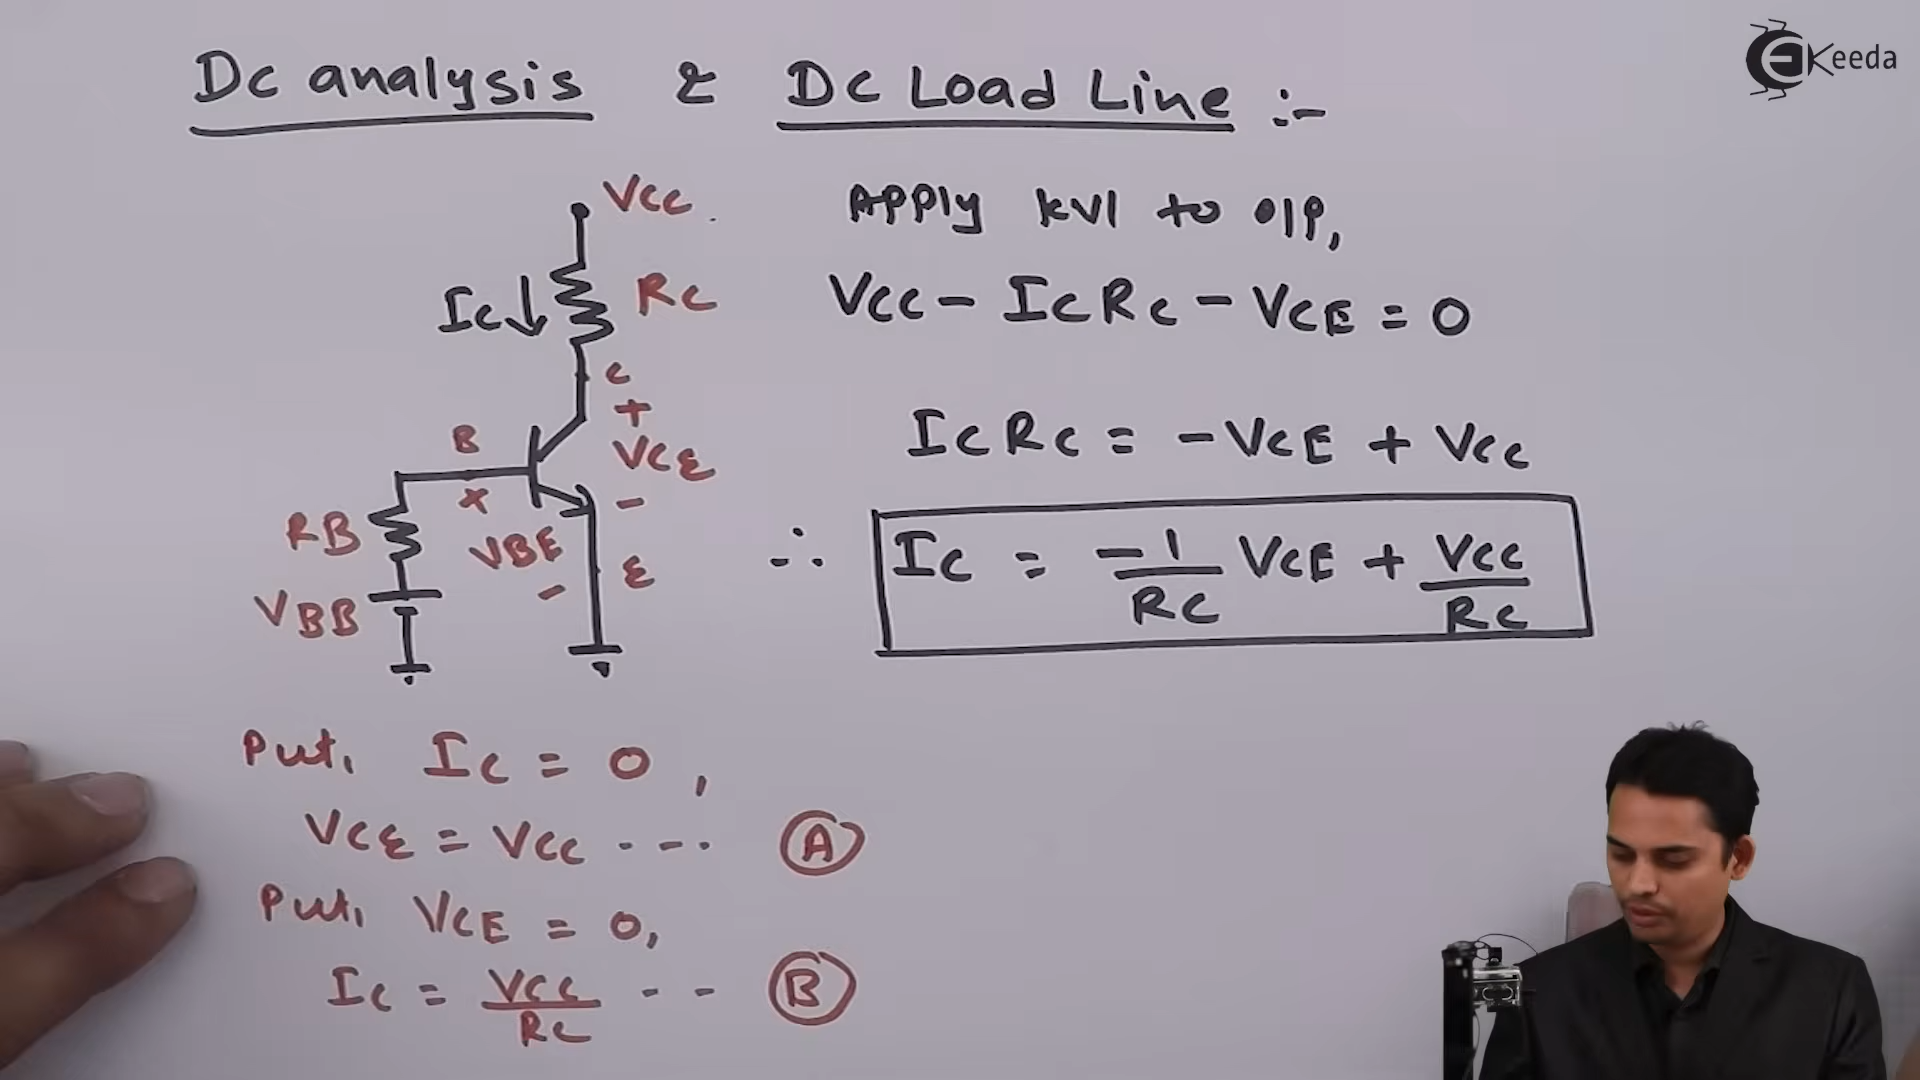 Dc analysis & DC Load Line :-
Keeda
VCC
RC
IC
C
+
VCE
-
B
+
VBE
-
E
RB
VBB
Apply KVl to o/p,
VCC - ICRC - VCE = 0
ICRC = -VCE + VCC
∴ IC = -1/RC VCE + VCC/RC
Put, IC = 0,
VCE = VCC ---- A
Put, VCE = 0,
IC = VCC/RC -- B